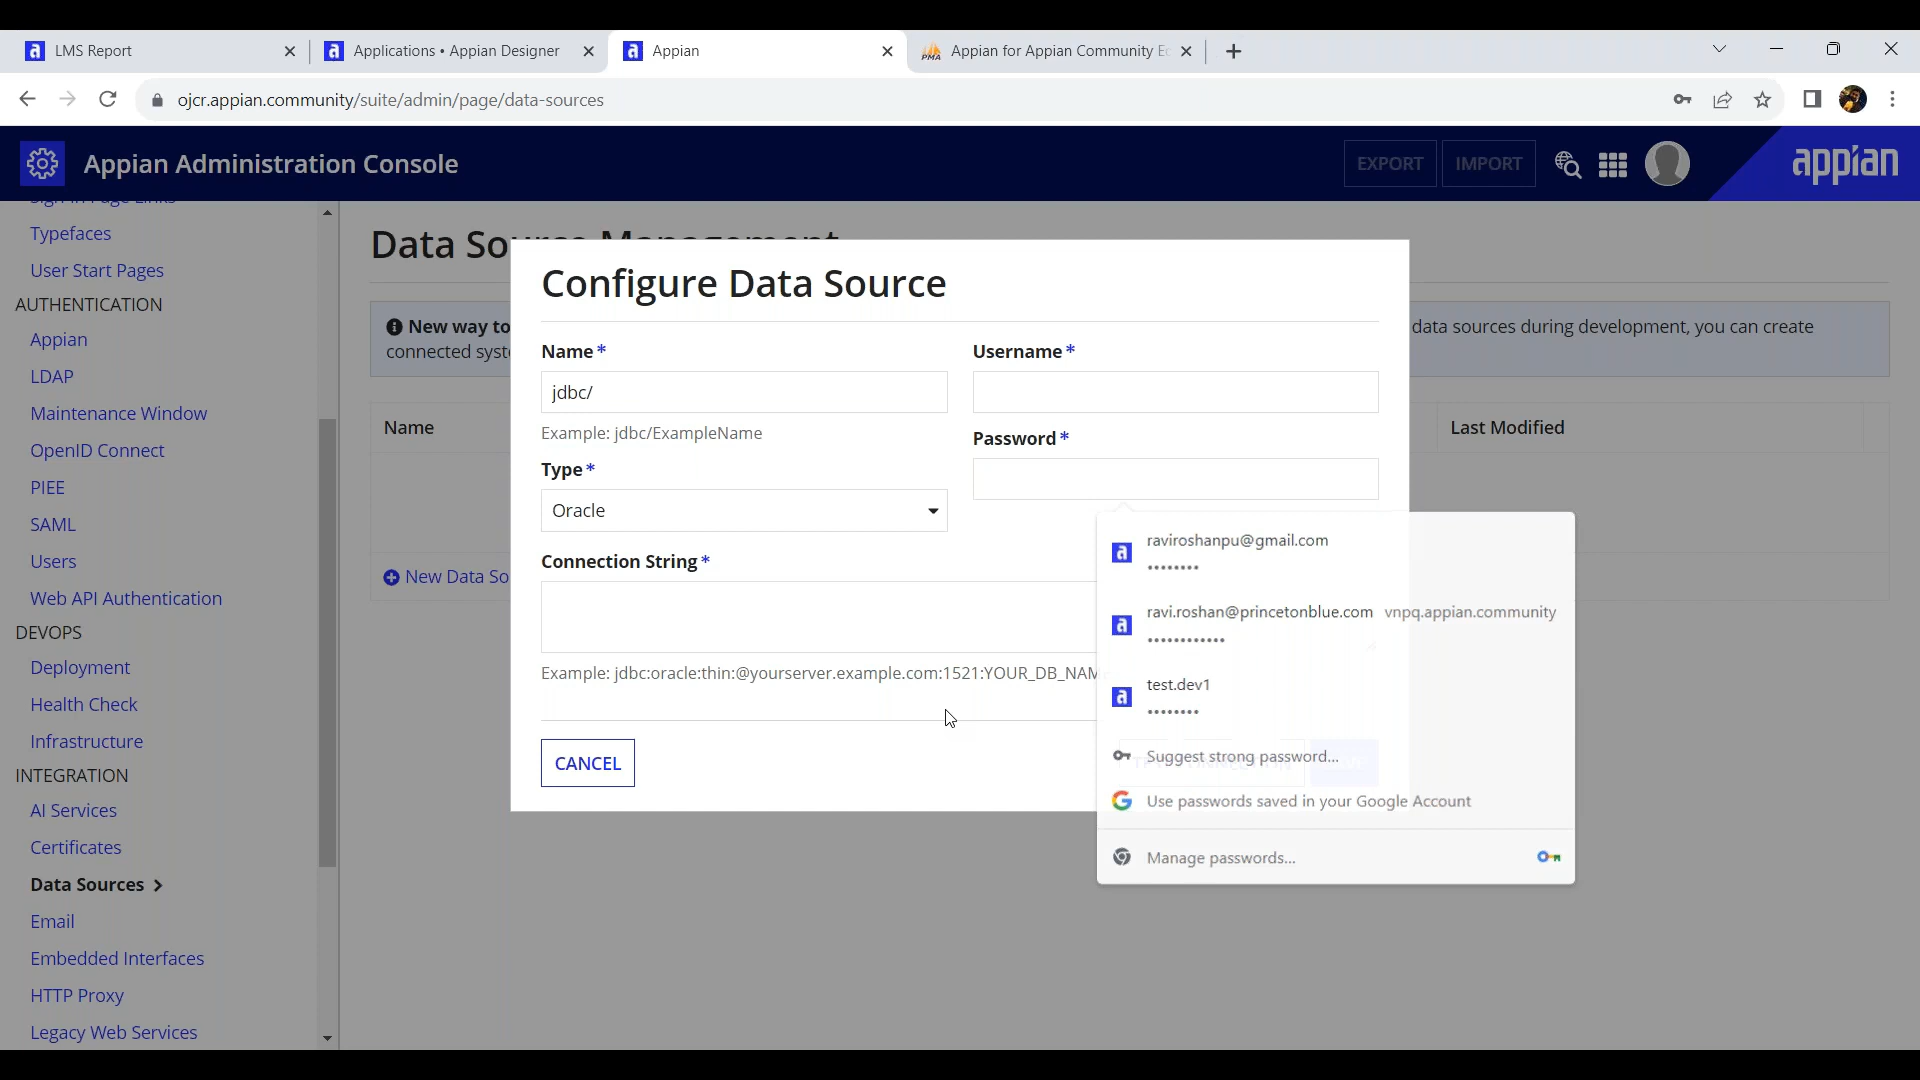 LMS Report
Applications • Appian Designer
Appian
Appian for Appian Community Ec
ojcr.appian.community/suite/admin/page/data-sources
Appian Administration Console
EXPORT
IMPORT
appian
Typefaces
User Start Pages
AUTHENTICATION
Appian
LDAP
Maintenance Window
OpenID Connect
PIEE
SAML
Users
Web API Authentication
DEVOPS
Deployment
Health Check
Infrastructure
INTEGRATION
AI Services
Certificates
Data Sources
Email
Embedded Interfaces
HTTP Proxy
Legacy Web Services
Data Source Management
New way to
data sources during development, you can create
connected syst
Name
Last Modified
New Data So
Configure Data Source
Name *
jdbc/
Example: jdbc/ExampleName
Type *
Oracle
Username *
Password *
Connection String *
Example: jdbc:oracle:thin:@yourserver.example.com:1521:YOUR_DB_NAM
CANCEL
raviroshanpu@gmail.com
••••••••
ravi.roshan@princetonblue.com vnpq.appian.community
••••••••••••
test.dev1
••••••••
Suggest strong password...
Use passwords saved in your Google Account
Manage passwords...